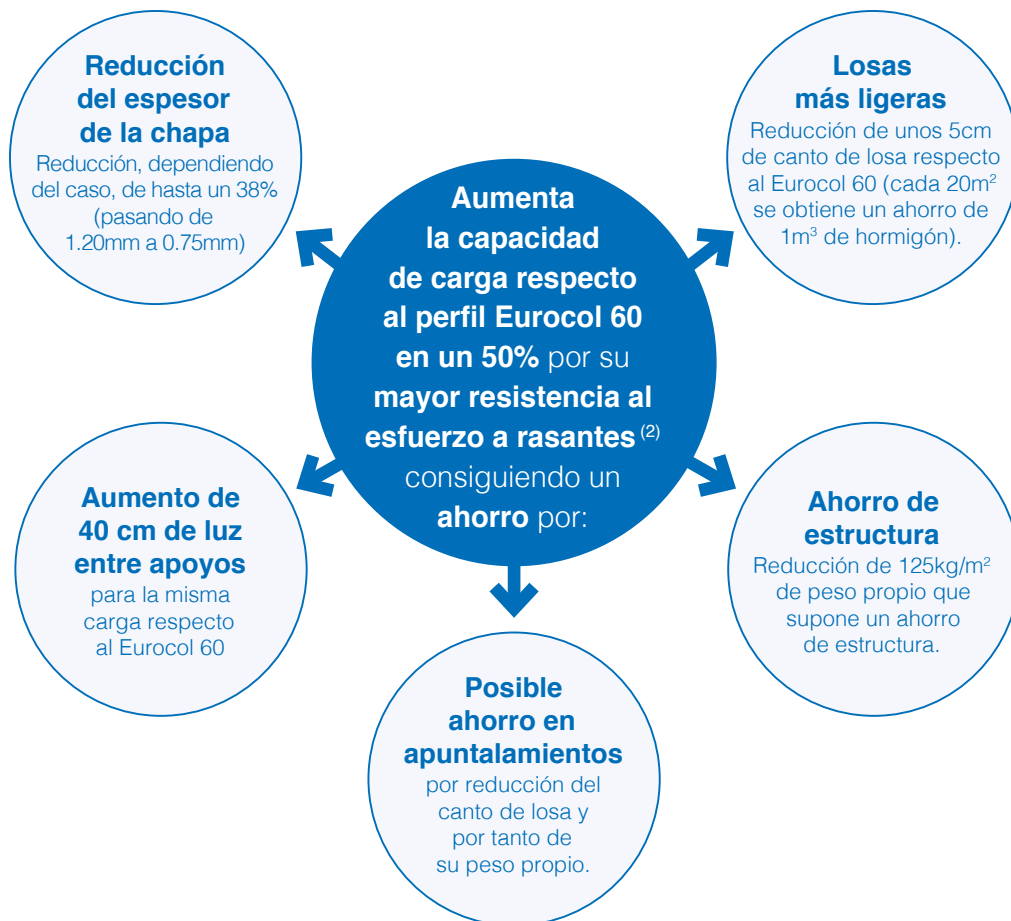 Reducción
del espesor
de la chapa
Reducción, dependiendo
del caso, de hasta un 38%
(pasando de
1.20mm a 0.75mm)
Losas
más ligeras
Reducción de unos 5cm
de canto de losa respecto
al Eurocol 60 (cada 20m²
se obtiene un ahorro de
1m³ de hormigón).
Aumenta
la capacidad
de carga respecto
al perfil Eurocol 60
en un 50% por su
mayor resistencia al
esfuerzo a rasantes (2)
consiguiendo un
ahorro por:
Aumento de
40 cm de luz
entre apoyos
para la misma
carga respecto
al Eurocol 60
Ahorro de
estructura
Reducción de 125kg/m²
de peso propio que
supone un ahorro
de estructura.
Posible
ahorro en
apuntalamientos
por reducción del
canto de losa y
por tanto de
su peso propio.